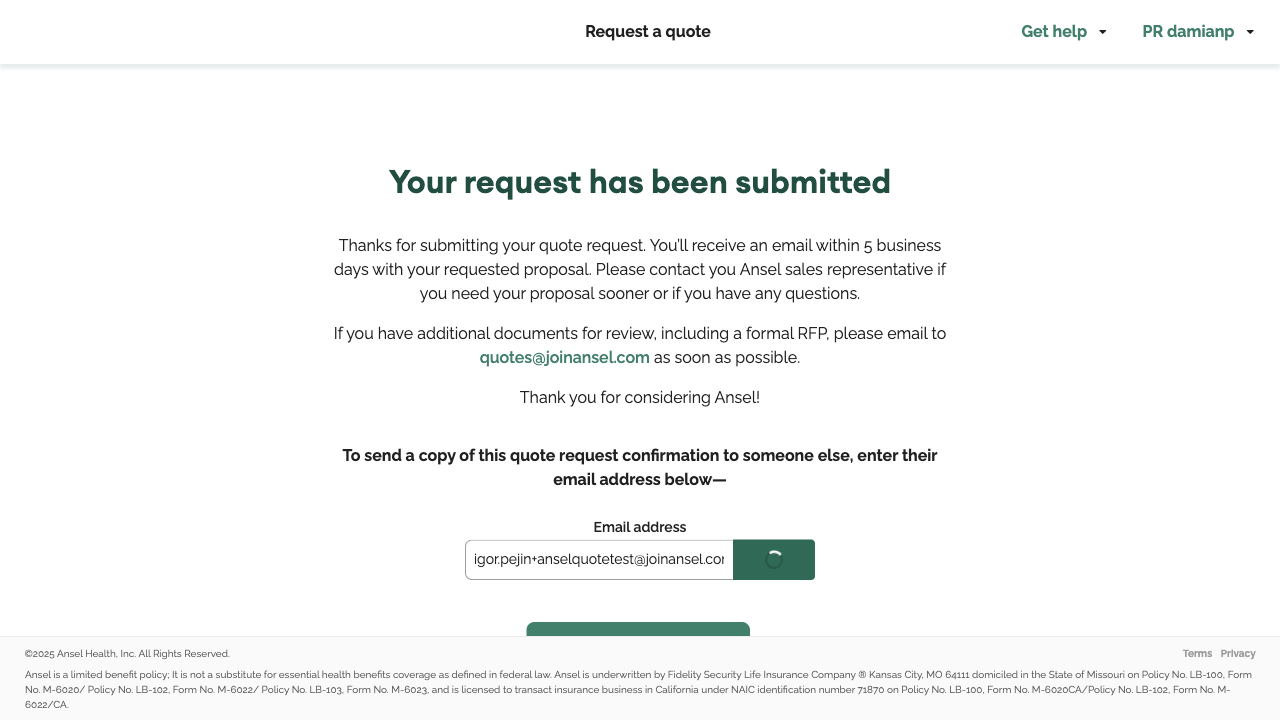 Request a quote
Get help
PR damianp
Your request has been submitted
Thanks for submitting your quote request. You'll receive an email within 5 business
days with your requested proposal. Please contact you Ansel sales representative if
you need your proposal sooner or if you have any questions.
If you have additional documents for review, including a formal RFP, please email to
quotes@joinansel.com as soon as possible.
Thank you for considering Ansel!
To send a copy of this quote request confirmation to someone else, enter their
email address below—
Email address
igor.pejin+anselquotetest@joinansel.cor
©2025 Ansel Health, Inc. All Rights Reserved.
Terms Privacy
Ansel is a limited benefit policy; It is not a substitute for essential health benefits coverage as defined in federal law. Ansel is underwritten by Fidelity Security Life Insurance Company ® Kansas City, MO 64111 domiciled in the State of Missouri on Policy No. LB-100, Form
No. M-6020/ Policy No. LB-102, Form No. M-6022/ Policy No. LB-103, Form No. M-6023, and is licensed to transact insurance business in California under NAIC identification number 71870 on Policy No. LB-100, Form No. M-6020CA/Policy No. LB-102, Form No. M-
6022/CA.